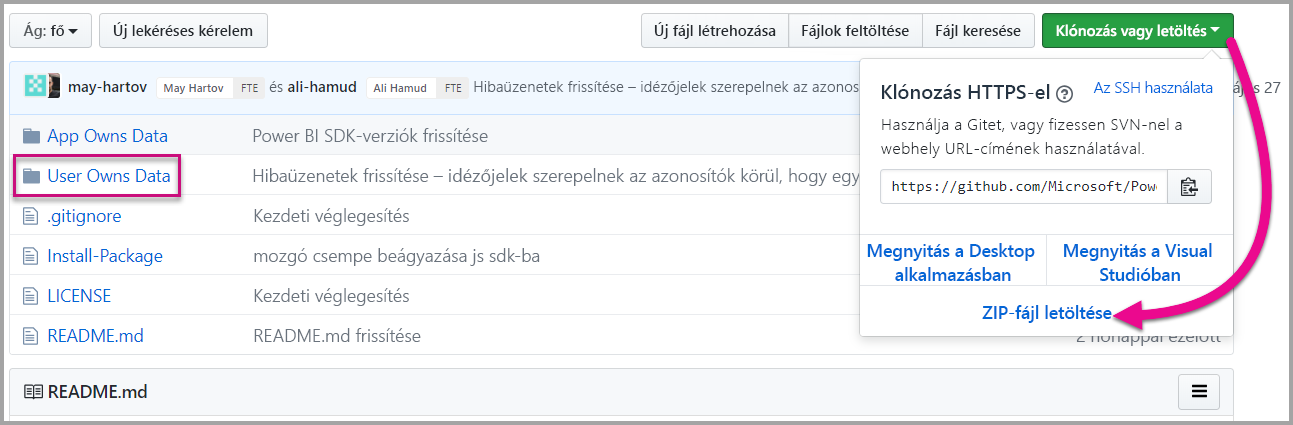 Ág: fő
Új lekéréses kérelem
Új fájl létrehozása
Fájlok feltöltése
Fájl keresése
Klónozás vagy letöltés
may-hartov May Hartov FTE és ali-hamud Ali Hamud FTE Hibaüzenetek frissítése – idézőjelek szerepelnek az azonos 27
App Owns Data Power BI SDK-verziók frissítése
User Owns Data Hibaüzenetek frissítése – idézőjelek szerepelnek az azonosítók körül, hogy egy
.gitignore Kezdeti véglegesítés
Install-Package mozgó csempe beágyazása js sdk-ba
LICENSE Kezdeti véglegesítés
README.md README.md frissítése 2 hónappal ezelőtt
Klónozás HTTPS-el
Az SSH használata
Használja a Gitet, vagy fizessen SVN-nel a
webhely URL-címének használatával.
https://github.com/Microsoft/Pow
Megnyitás a Desktop
alkalmazásban
Megnyitás a Visual
Studióban
ZIP-fájl letöltése
README.md